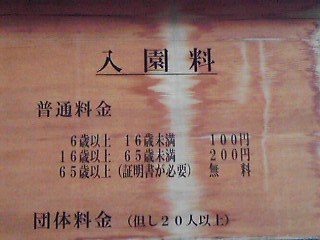 入園料
普通料金
6歳以上 16歳未満 100円
16歳以上 65歳未満 200円
65歳以上(証明書が必要) 無料
団体料金 (但し20人以上)